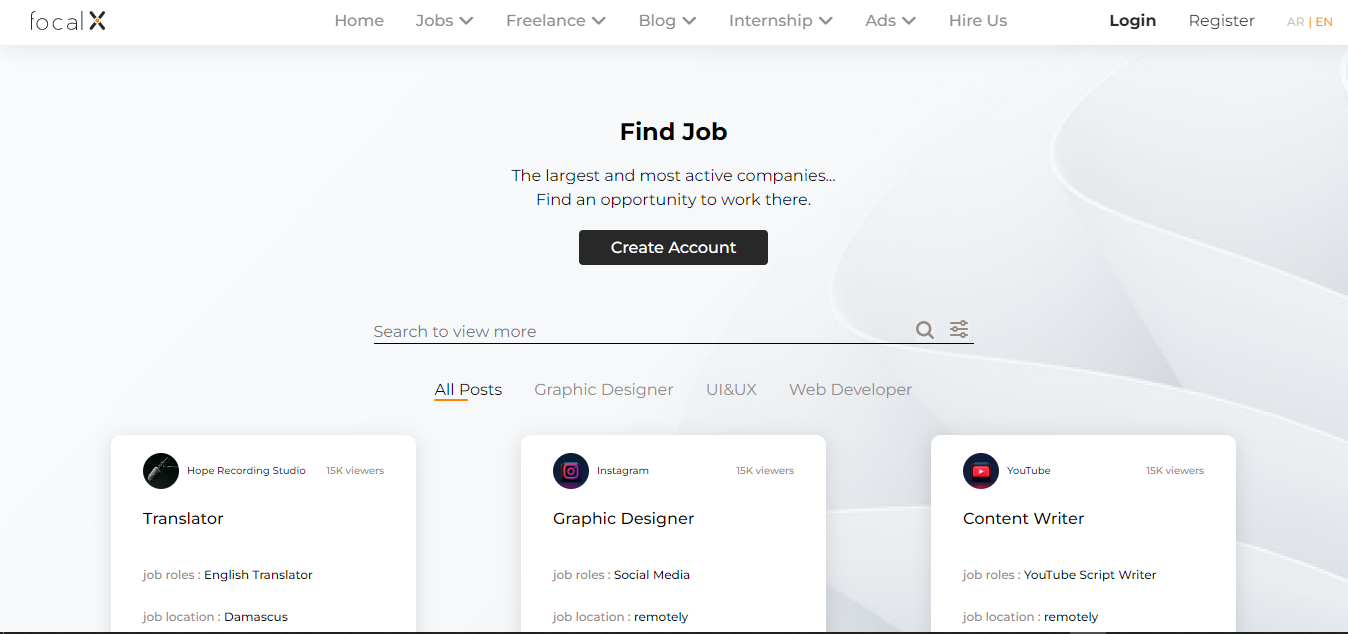 focalX Home Jobs Freelance Blog Internship Ads Hire Us Login Register AR | EN
Find Job
The largest and most active companies...
Find an opportunity to work there.
Create Account
Search to view more
All Posts Graphic Designer UI&UX Web Developer
Hope Recording Studio 15K viewers
Translator
job roles : English Translator
job location : Damascus
Instagram 15K viewers
Graphic Designer
job roles : Social Media
job location : remotely
YouTube 15K viewers
Content Writer
job roles : YouTube Script Writer
job location : remotely